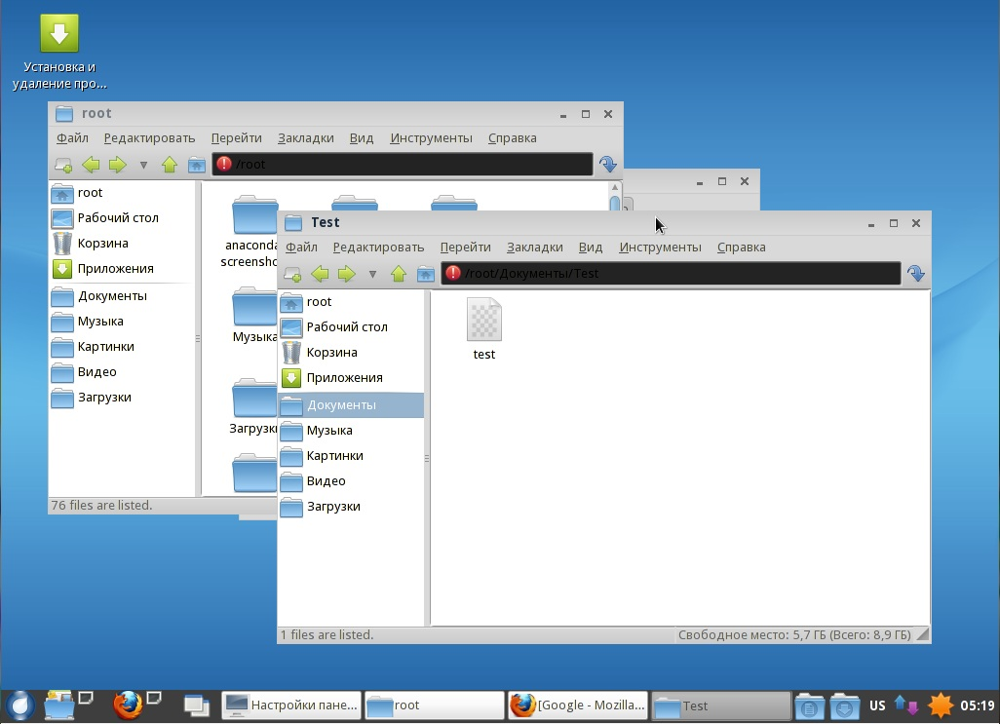 Установка и
удаление про...
root
Файл Редактировать Перейти Закладки Вид Инструменты Справка
/root
root
Рабочий стол
Корзина
Приложения
Документы
Музыка
Картинки
Видео
Загрузки
anaconda
screensho
Музыка
Загрузки
76 files are listed.
Test
Файл Редактировать Перейти Закладки Вид Инструменты Справка
/root/Документы/Test
root
Рабочий стол
Корзина
Приложения
Документы
Музыка
Картинки
Видео
Загрузки
test
1 files are listed.
Свободное место: 5,7 ГБ (Всего: 8,9 ГБ)
Настройки пане... root [Google - Mozilla... Test US 05:19